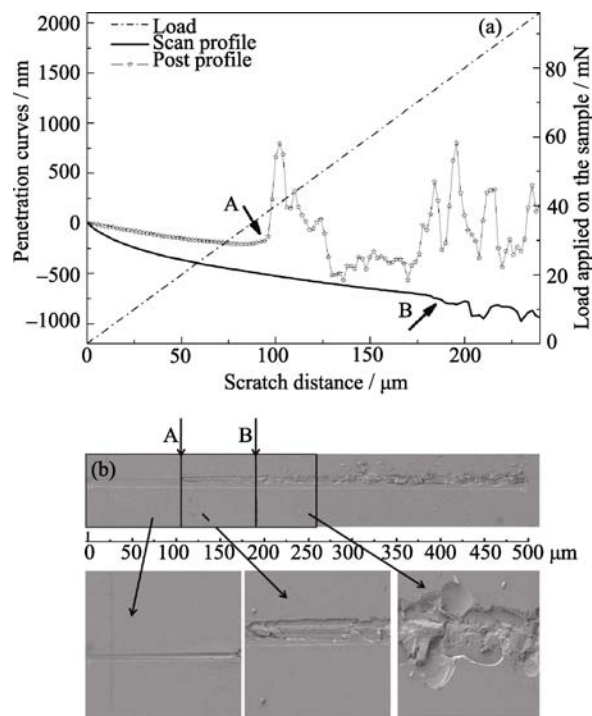 (a)
Load
Scan profile
Post profile
2000
1500
1000
500
0
−500
−1000
Penetration curves / nm
80
60
40
20
0
Load applied on the sample / mN
A
B
0 50 100 150 200
Scratch distance / μm
A B
(b)
0 50 100 150 200 250 300 350 400 450 500 μm